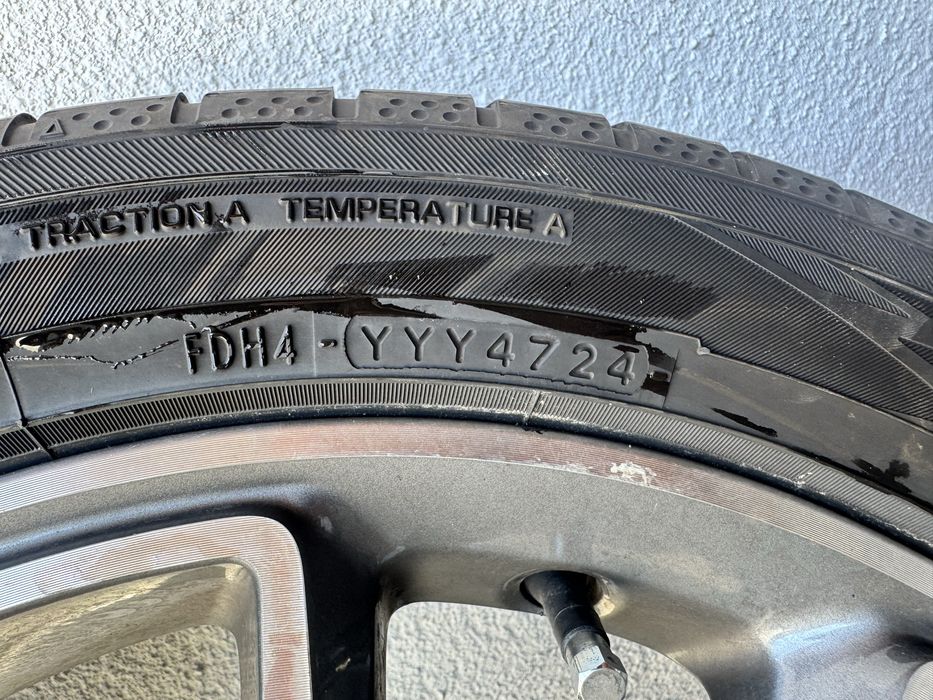 TRACTION A TEMPERATURE A
FDH4 - YYY4724